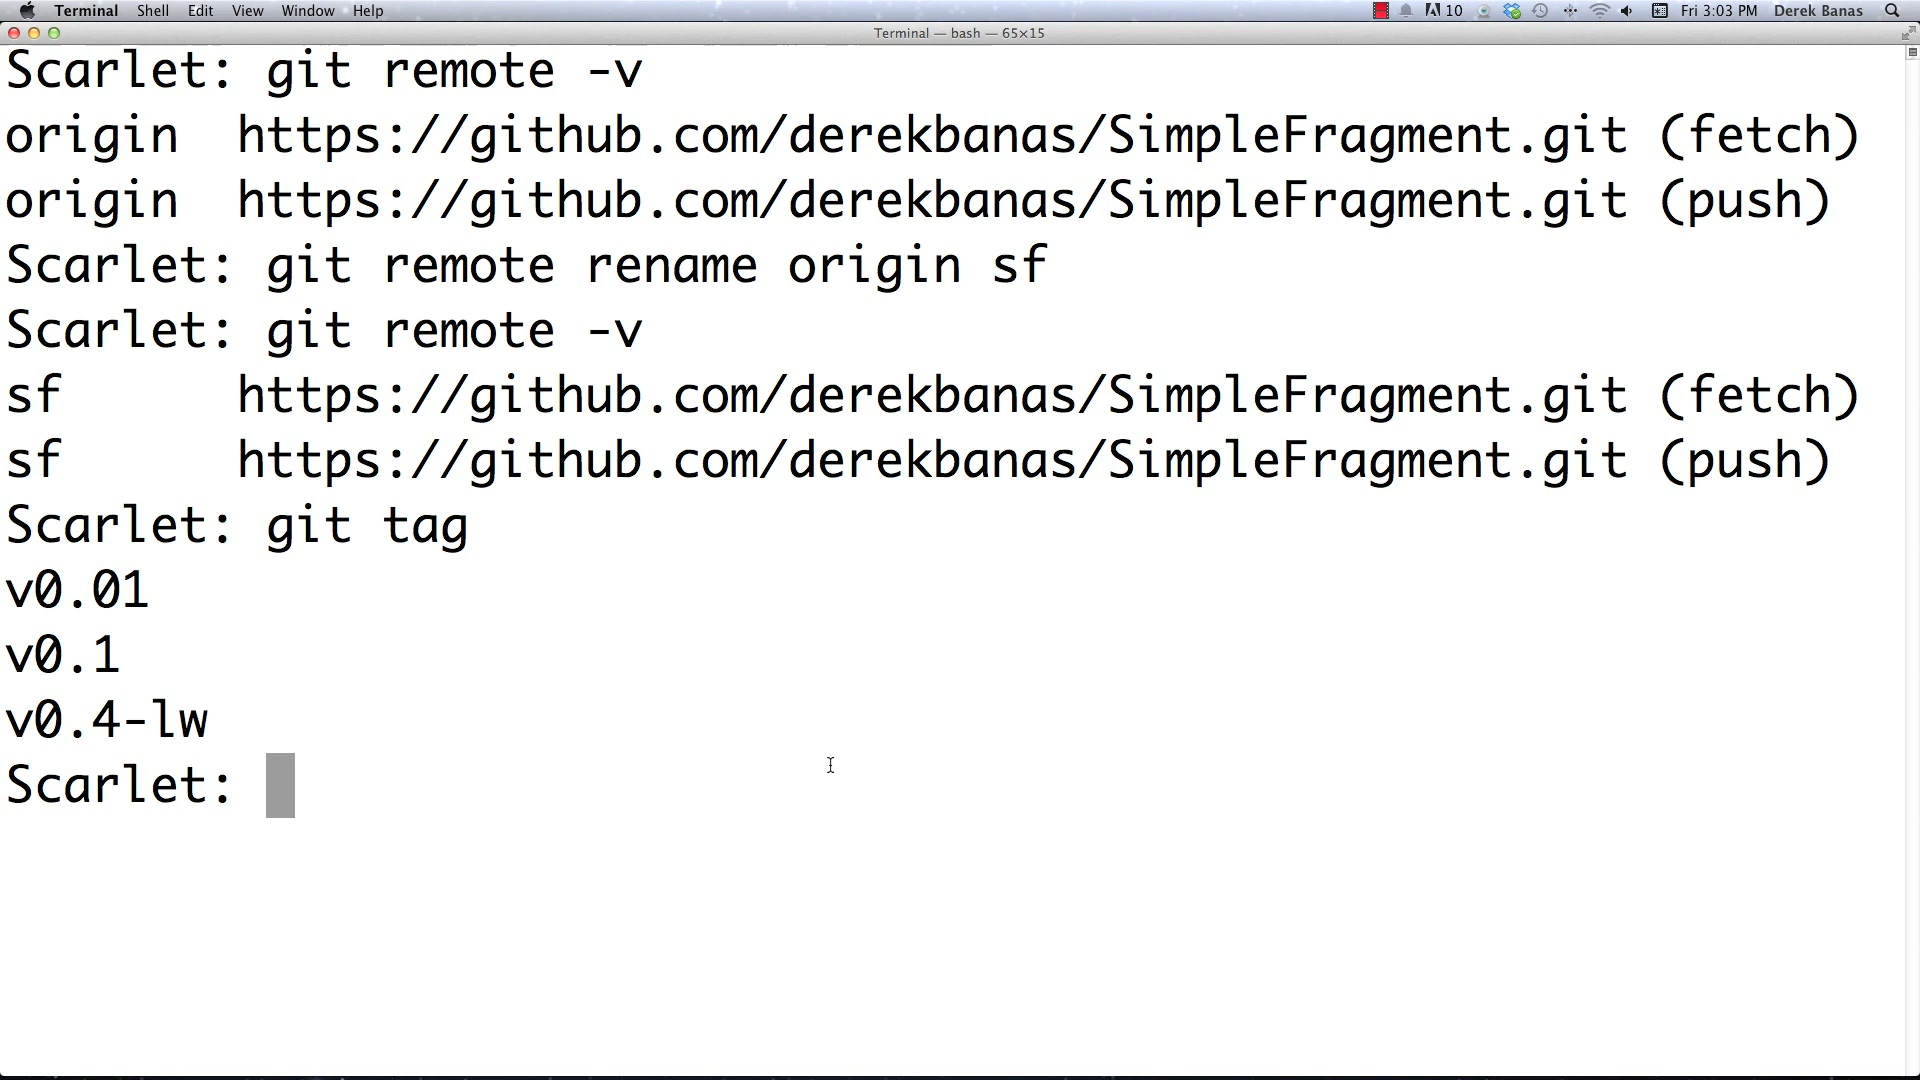 Terminal Shell Edit View Window Help 10 Fri 3:03 PM Derek Banas
Terminal — bash — 65×15
Scarlet: git remote -v
origin  https://github.com/derekbanas/SimpleFragment.git (fetch)
origin  https://github.com/derekbanas/SimpleFragment.git (push)
Scarlet: git remote rename origin sf
Scarlet: git remote -v
sf      https://github.com/derekbanas/SimpleFragment.git (fetch)
sf      https://github.com/derekbanas/SimpleFragment.git (push)
Scarlet: git tag
v0.01
v0.1
v0.4-lw
Scarlet: